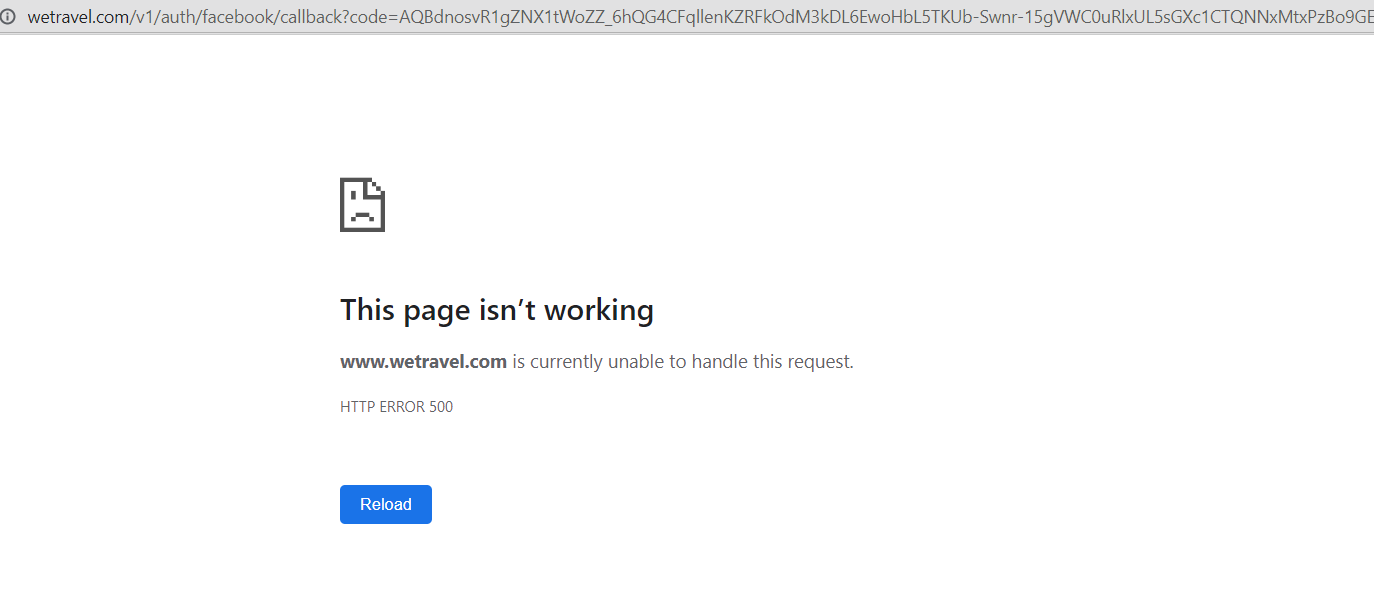 wetravel.com/v1/auth/facebook/callback?code=AQBdnosvR1gZNX1tWoZZ_6hQG4CFqllenKZRFkOdM3kDL6EwoHbL5TKUb-Swnr-15gVWC0uRlxUL5sGXc1CTQNNxMtxPzBo9GE
This page isn’t working
www.wetravel.com is currently unable to handle this request.
HTTP ERROR 500
Reload